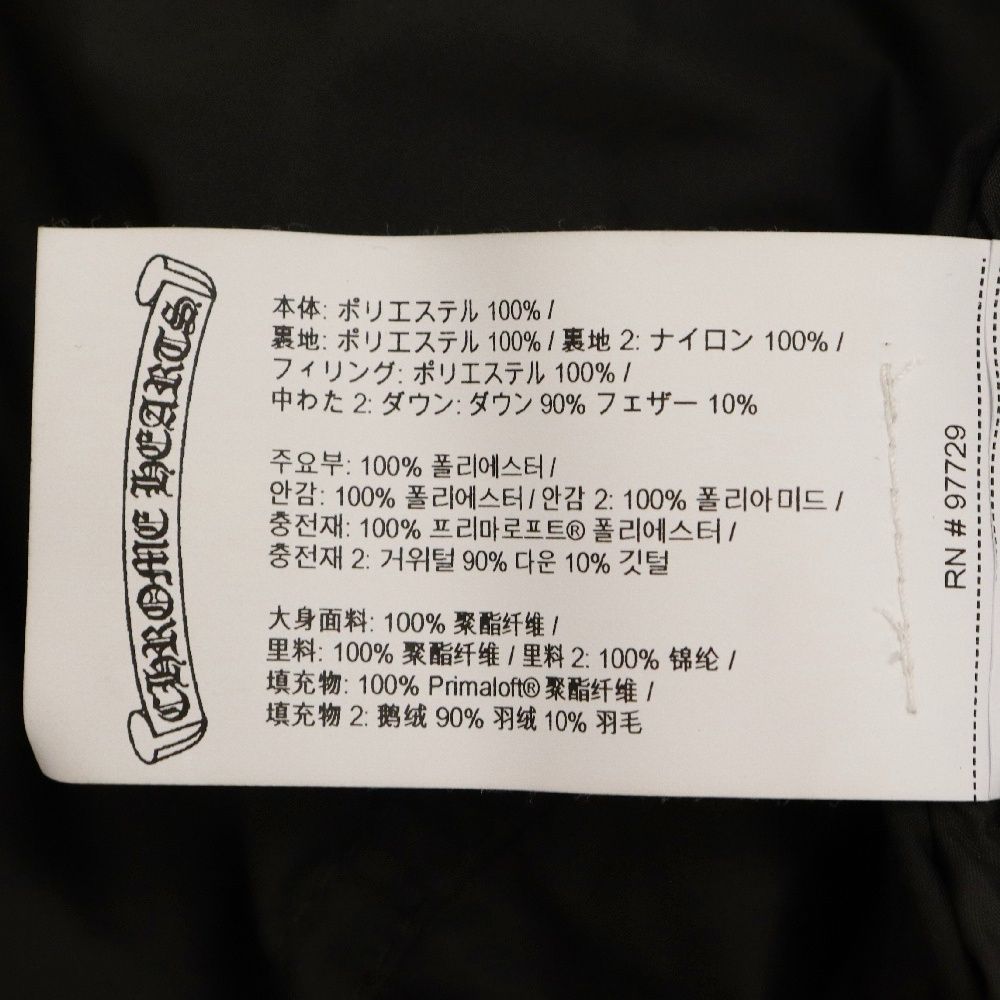 CHROME HEARTS
本体: ポリエステル 100% /
裏地: ポリエステル 100% / 裏地 2: ナイロン 100% /
フィリング: ポリエステル 100% /
中わた 2: ダウン: ダウン 90% フェザー 10%
주요부: 100% 폴리에스터 /
안감: 100% 폴리에스터 / 안감 2: 100% 폴리아미드 /
충전재: 100% 프리마로프트® 폴리에스터 /
충전재 2: 거위털 90% 다운 10% 깃털
大身面料: 100% 聚酯纤维 /
里料: 100% 聚酯纤维 / 里料 2: 100% 锦纶 /
填充物: 100% Primaloft® 聚酯纤维 /
填充物 2: 鹅绒 90% 羽绒 10% 羽毛
RN # 97729